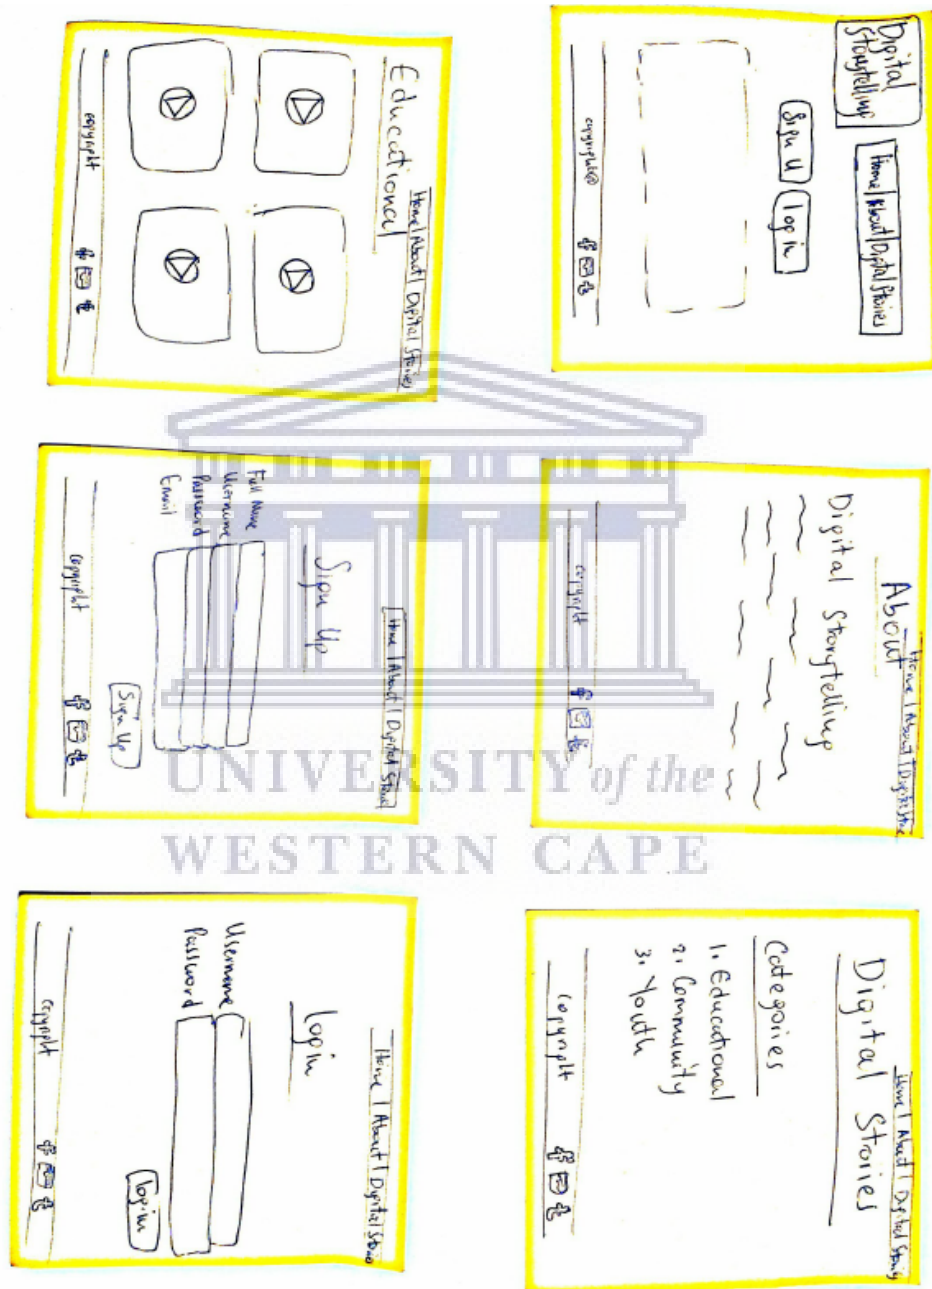 Digital
Storytelling
Home | About | Digital Stories
Sign U
Log in
copyright@
Home | About | Digital Stories
About
Digital Storytelling
copyright
Home | About | Digital Stories
Digital Stories
Categories
1. Educational
2. Community
3. Youth
copyright
Home | About | Digital Stories
Educational
copyright
Home | About | Digital Stories
Sign Up
Full Name
Username
Password
Email
Sign Up
copyright
Home | About | Digital Stories
Login
Username
Password
login
copyright
UNIVERSITY of the
WESTERN CAPE